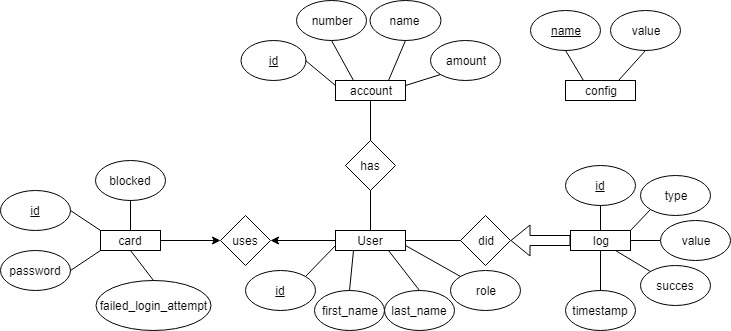 number
name
name
value
id
amount
account
config
has
blocked
id
type
id
card
uses
User
did
log
value
password
id
role
succes
failed_login_attempt
first_name
last_name
timestamp